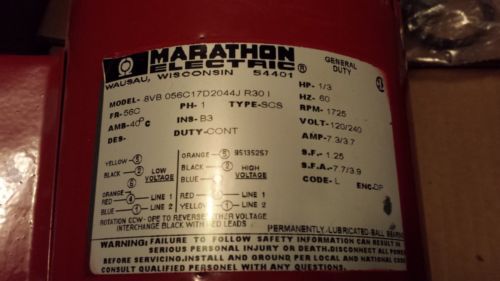 MARATHON
ELECTRIC®
WAUSAU, WISCONSIN 54401
GENERAL
DUTY
MODEL- 8VB 056C17D2044J R30 I
FR- 56C PH- 1 TYPE- SCS
AMB- 40°C INS- B3
DES- DUTY- CONT
HP- 1/3
HZ- 60
RPM- 1725
VOLT- 120/240
AMP- 7.3/3.7
S.F.- 1.25
S.F.A.- 7.7/3.9
CODE- L ENC- DP
YELLOW
BLACK
LOW
VOLTAGE
RED LINE 1
BLUE LINE 2
ORANGE 5 95135257
BLACK
BLUE
HIGH
VOLTAGE
RED 4 LINE 1
YELLOW LINE 2
ROTATION CCW- OPE TO REVERSE EITHER VOLTAGE
INTERCHANGE BLACK WITH RED LEADS
PERMANENTLY-LUBRICATED-BALL BEARING
WARNING: FAILURE TO FOLLOW SAFETY INFORMATION CAN RESULT IN
SERIOUS PERSONAL INJURY OR DEATH. DISCONNECT ALL POWER
BEFORE SERVICING. INSTALL AND GROUND PER LOCAL AND NATIONAL CODES
CONSULT QUALIFIED PERSONEL WITH ANY QUESTIONS.